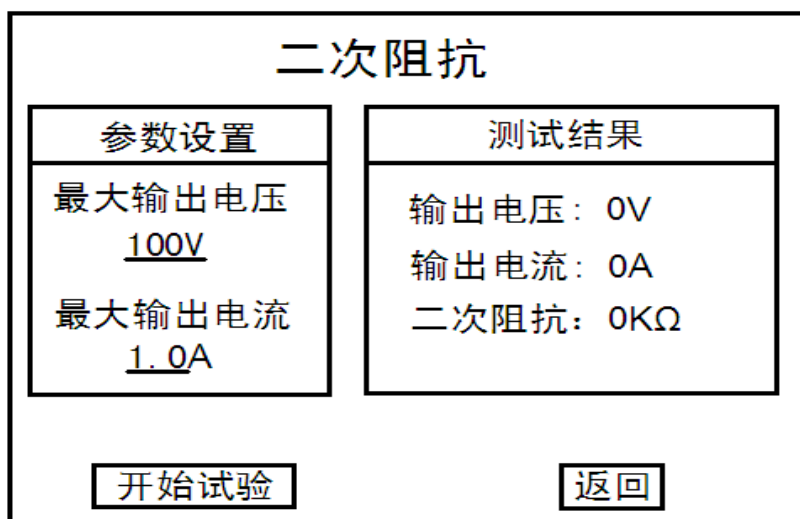 二次阻抗
参数设置
最大输出电压
100V
最大输出电流
1.0A
测试结果
输出电压: 0V
输出电流: 0A
二次阻抗: 0KΩ
开始试验
返回